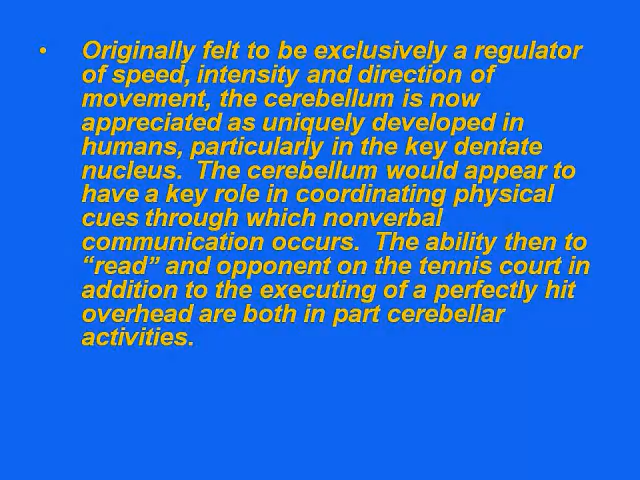 • Originally felt to be exclusively a regulator
of speed, intensity and direction of
movement, the cerebellum is now
appreciated as uniquely developed in
humans, particularly in the key dentate
nucleus.  The cerebellum would appear to
have a key role in coordinating physical
cues through which nonverbal
communication occurs.  The ability then to
“read” and opponent on the tennis court in
addition to the executing of a perfectly hit
overhead are both in part cerebellar
activities.